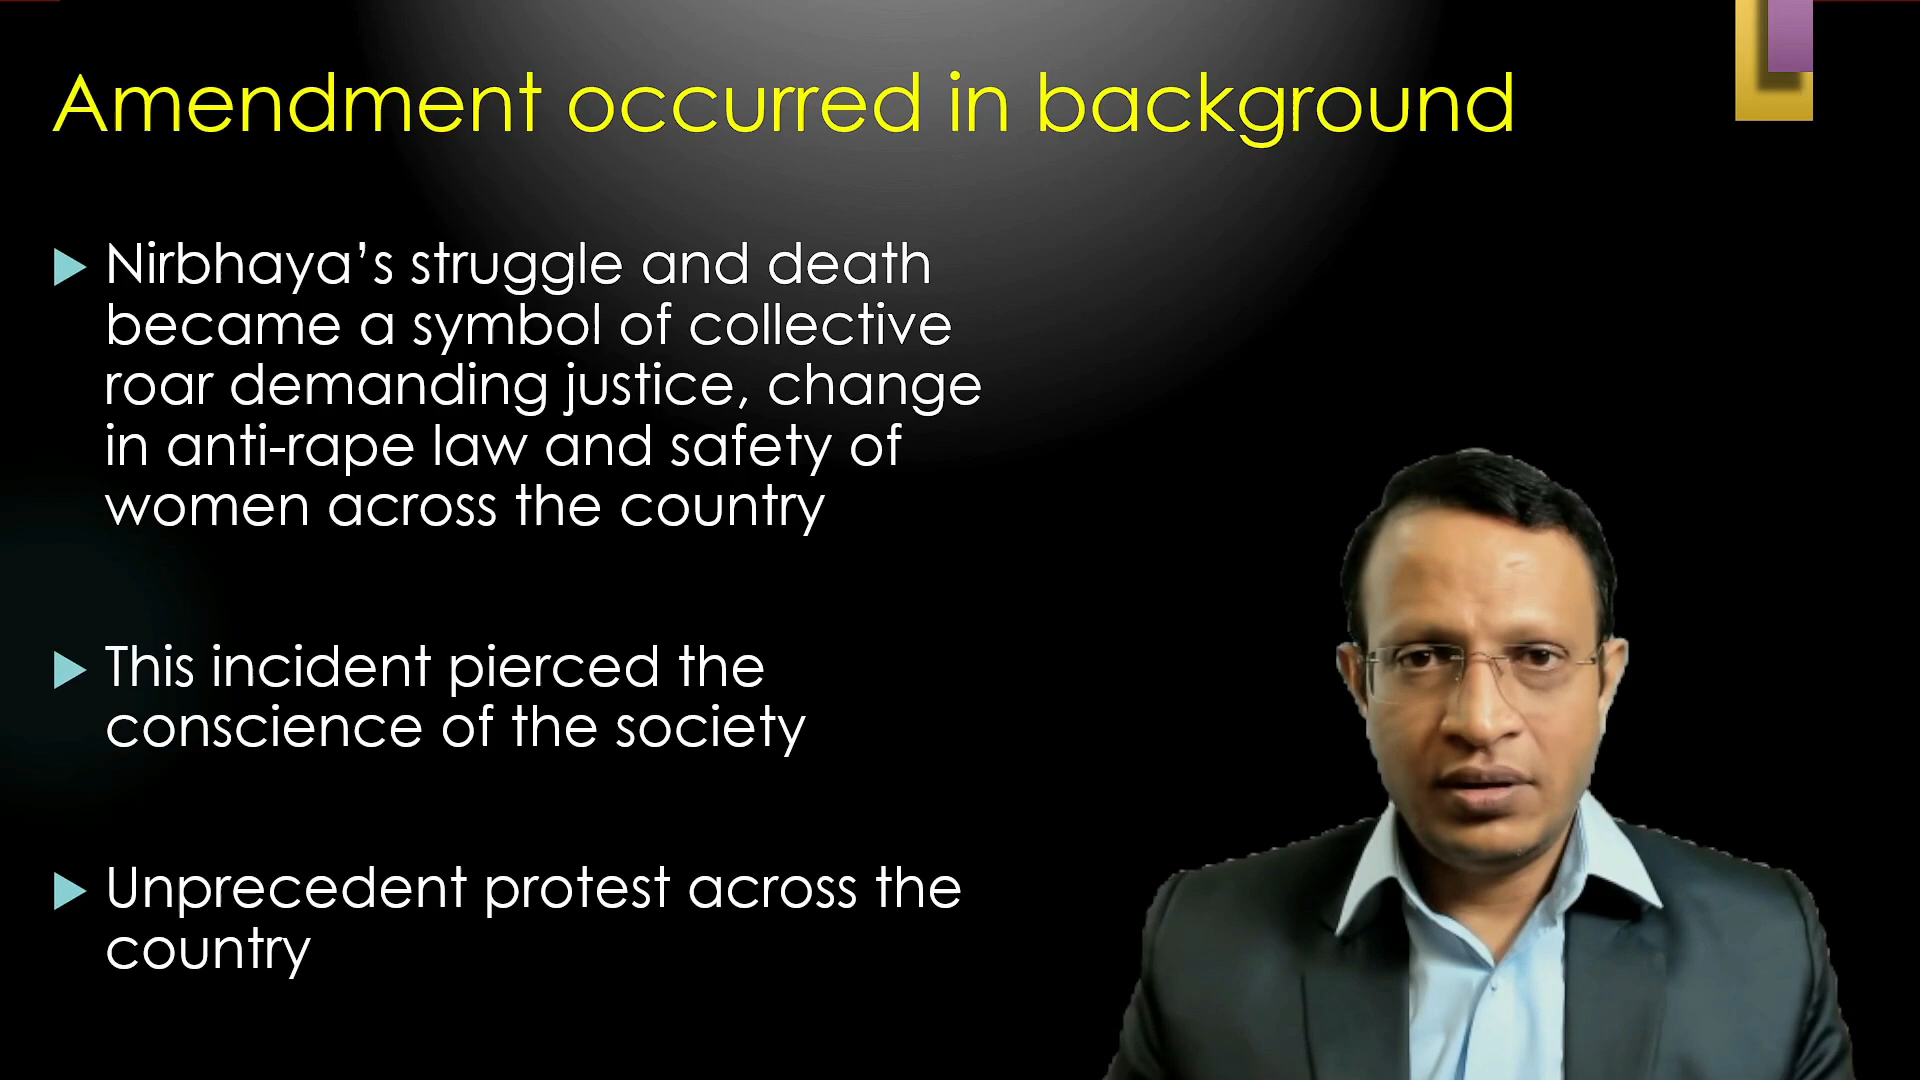 Amendment occurred in background
Nirbhaya’s struggle and death
became a symbol of collective
roar demanding justice, change
in anti-rape law and safety of
women across the country
This incident pierced the
conscience of the society
Unprecedent protest across the
country